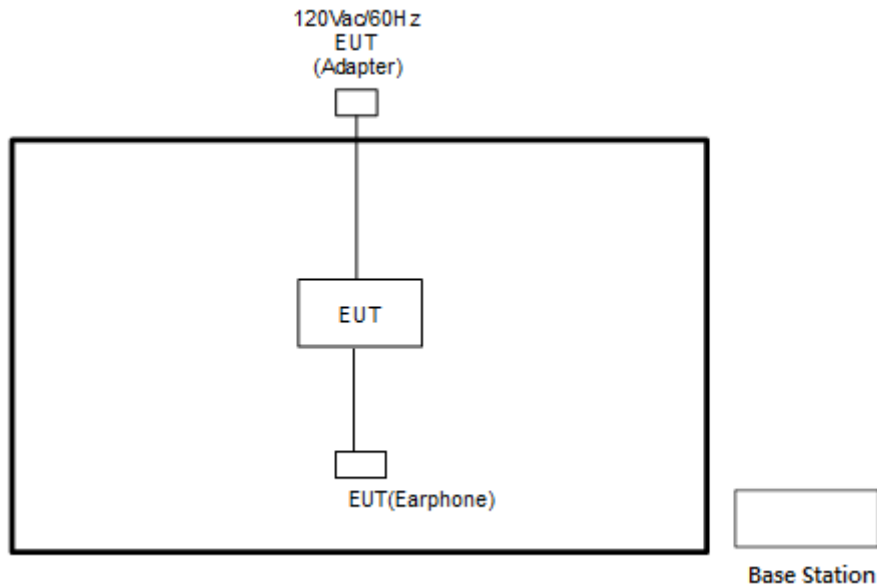 120Vac/60Hz
EUT
(Adapter)
EUT
EUT(Earphone)
Base Station